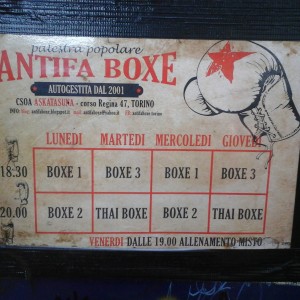 palestra popolare
ANTIFA BOXE
AUTOGESTITA DAL 2001
CSOA ASKATASUNA - corso Regina 47, TORINO
LUNEDI MARTEDI MERCOLEDI GIOVEDI
18.30 BOXE 1 BOXE 3 BOXE 1 BOXE 3
20.00 BOXE 2 THAI BOXE BOXE 2 THAI BOXE
VENERDI DALLE 19.00 ALLENAMENTO MISTO